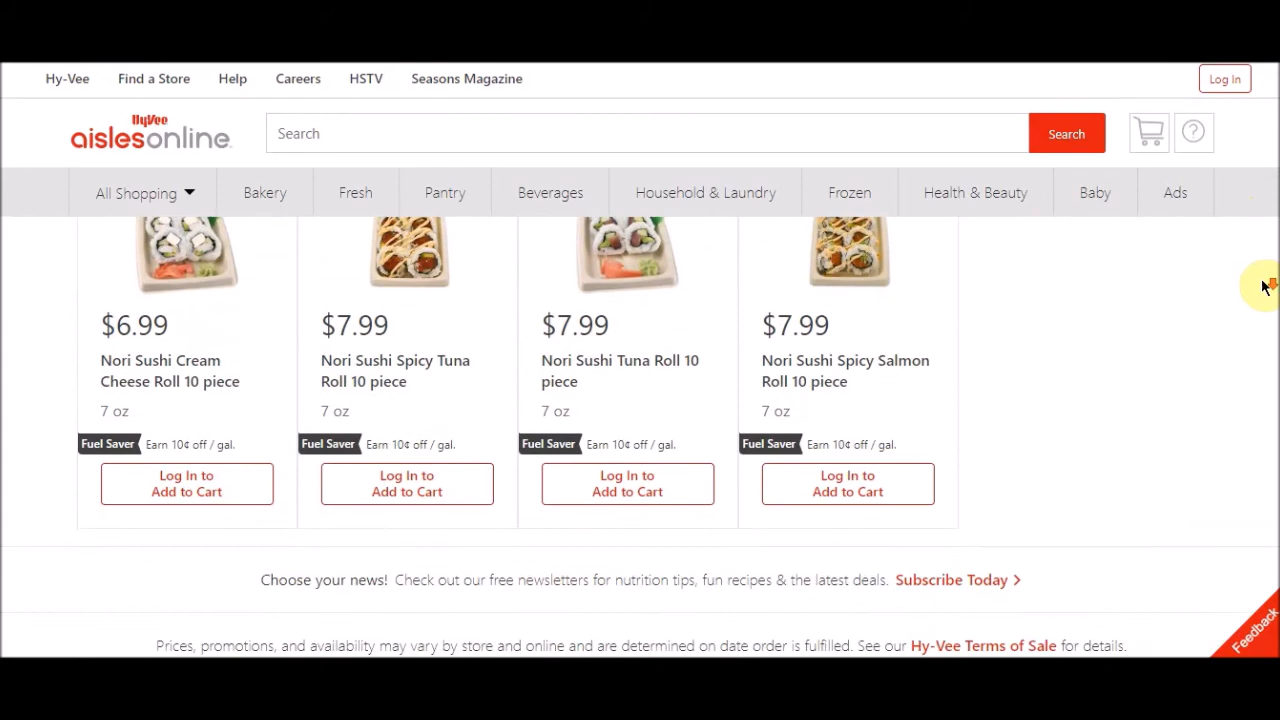 Hy-Vee Find a Store Help Careers HSTV Seasons Magazine Log In
HyVee
aislesonline
Search Search
All Shopping Bakery Fresh Pantry Beverages Household & Laundry Frozen Health & Beauty Baby Ads
$6.99 $7.99 $7.99 $7.99
Nori Sushi Cream Nori Sushi Spicy Tuna Nori Sushi Tuna Roll 10 Nori Sushi Spicy Salmon
Cheese Roll 10 piece Roll 10 piece piece Roll 10 piece
7 oz 7 oz 7 oz 7 oz
Fuel Saver Earn 10¢ off / gal. Fuel Saver Earn 10¢ off / gal. Fuel Saver Earn 10¢ off / gal. Fuel Saver Earn 10¢ off / gal.
Log In to Log In to Log In to Log In to
Add to Cart Add to Cart Add to Cart Add to Cart
Choose your news! Check out our free newsletters for nutrition tips, fun recipes & the latest deals. Subscribe Today >
Feedback
Prices, promotions, and availability may vary by store and online and are determined on date order is fulfilled. See our Hy-Vee Terms of Sale for details.